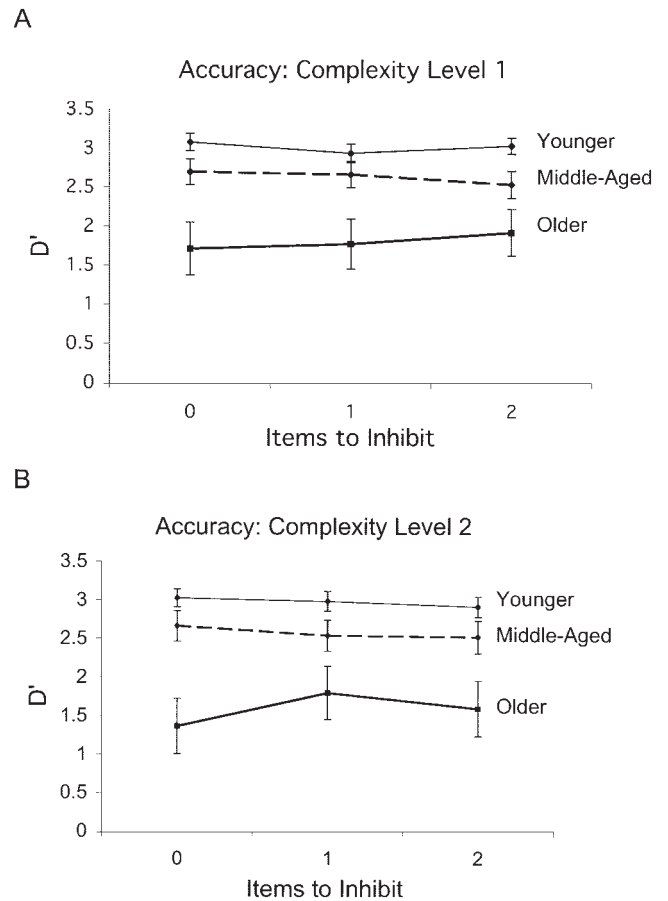 A
Accuracy: Complexity Level 1
3.5
3
2.5
2
1.5
1
0.5
0
D'
Younger
Middle-Aged
Older
0 1 2
Items to Inhibit
B
Accuracy: Complexity Level 2
3.5
3
2.5
2
1.5
1
0.5
0
D'
Younger
Middle-Aged
Older
0 1 2
Items to Inhibit